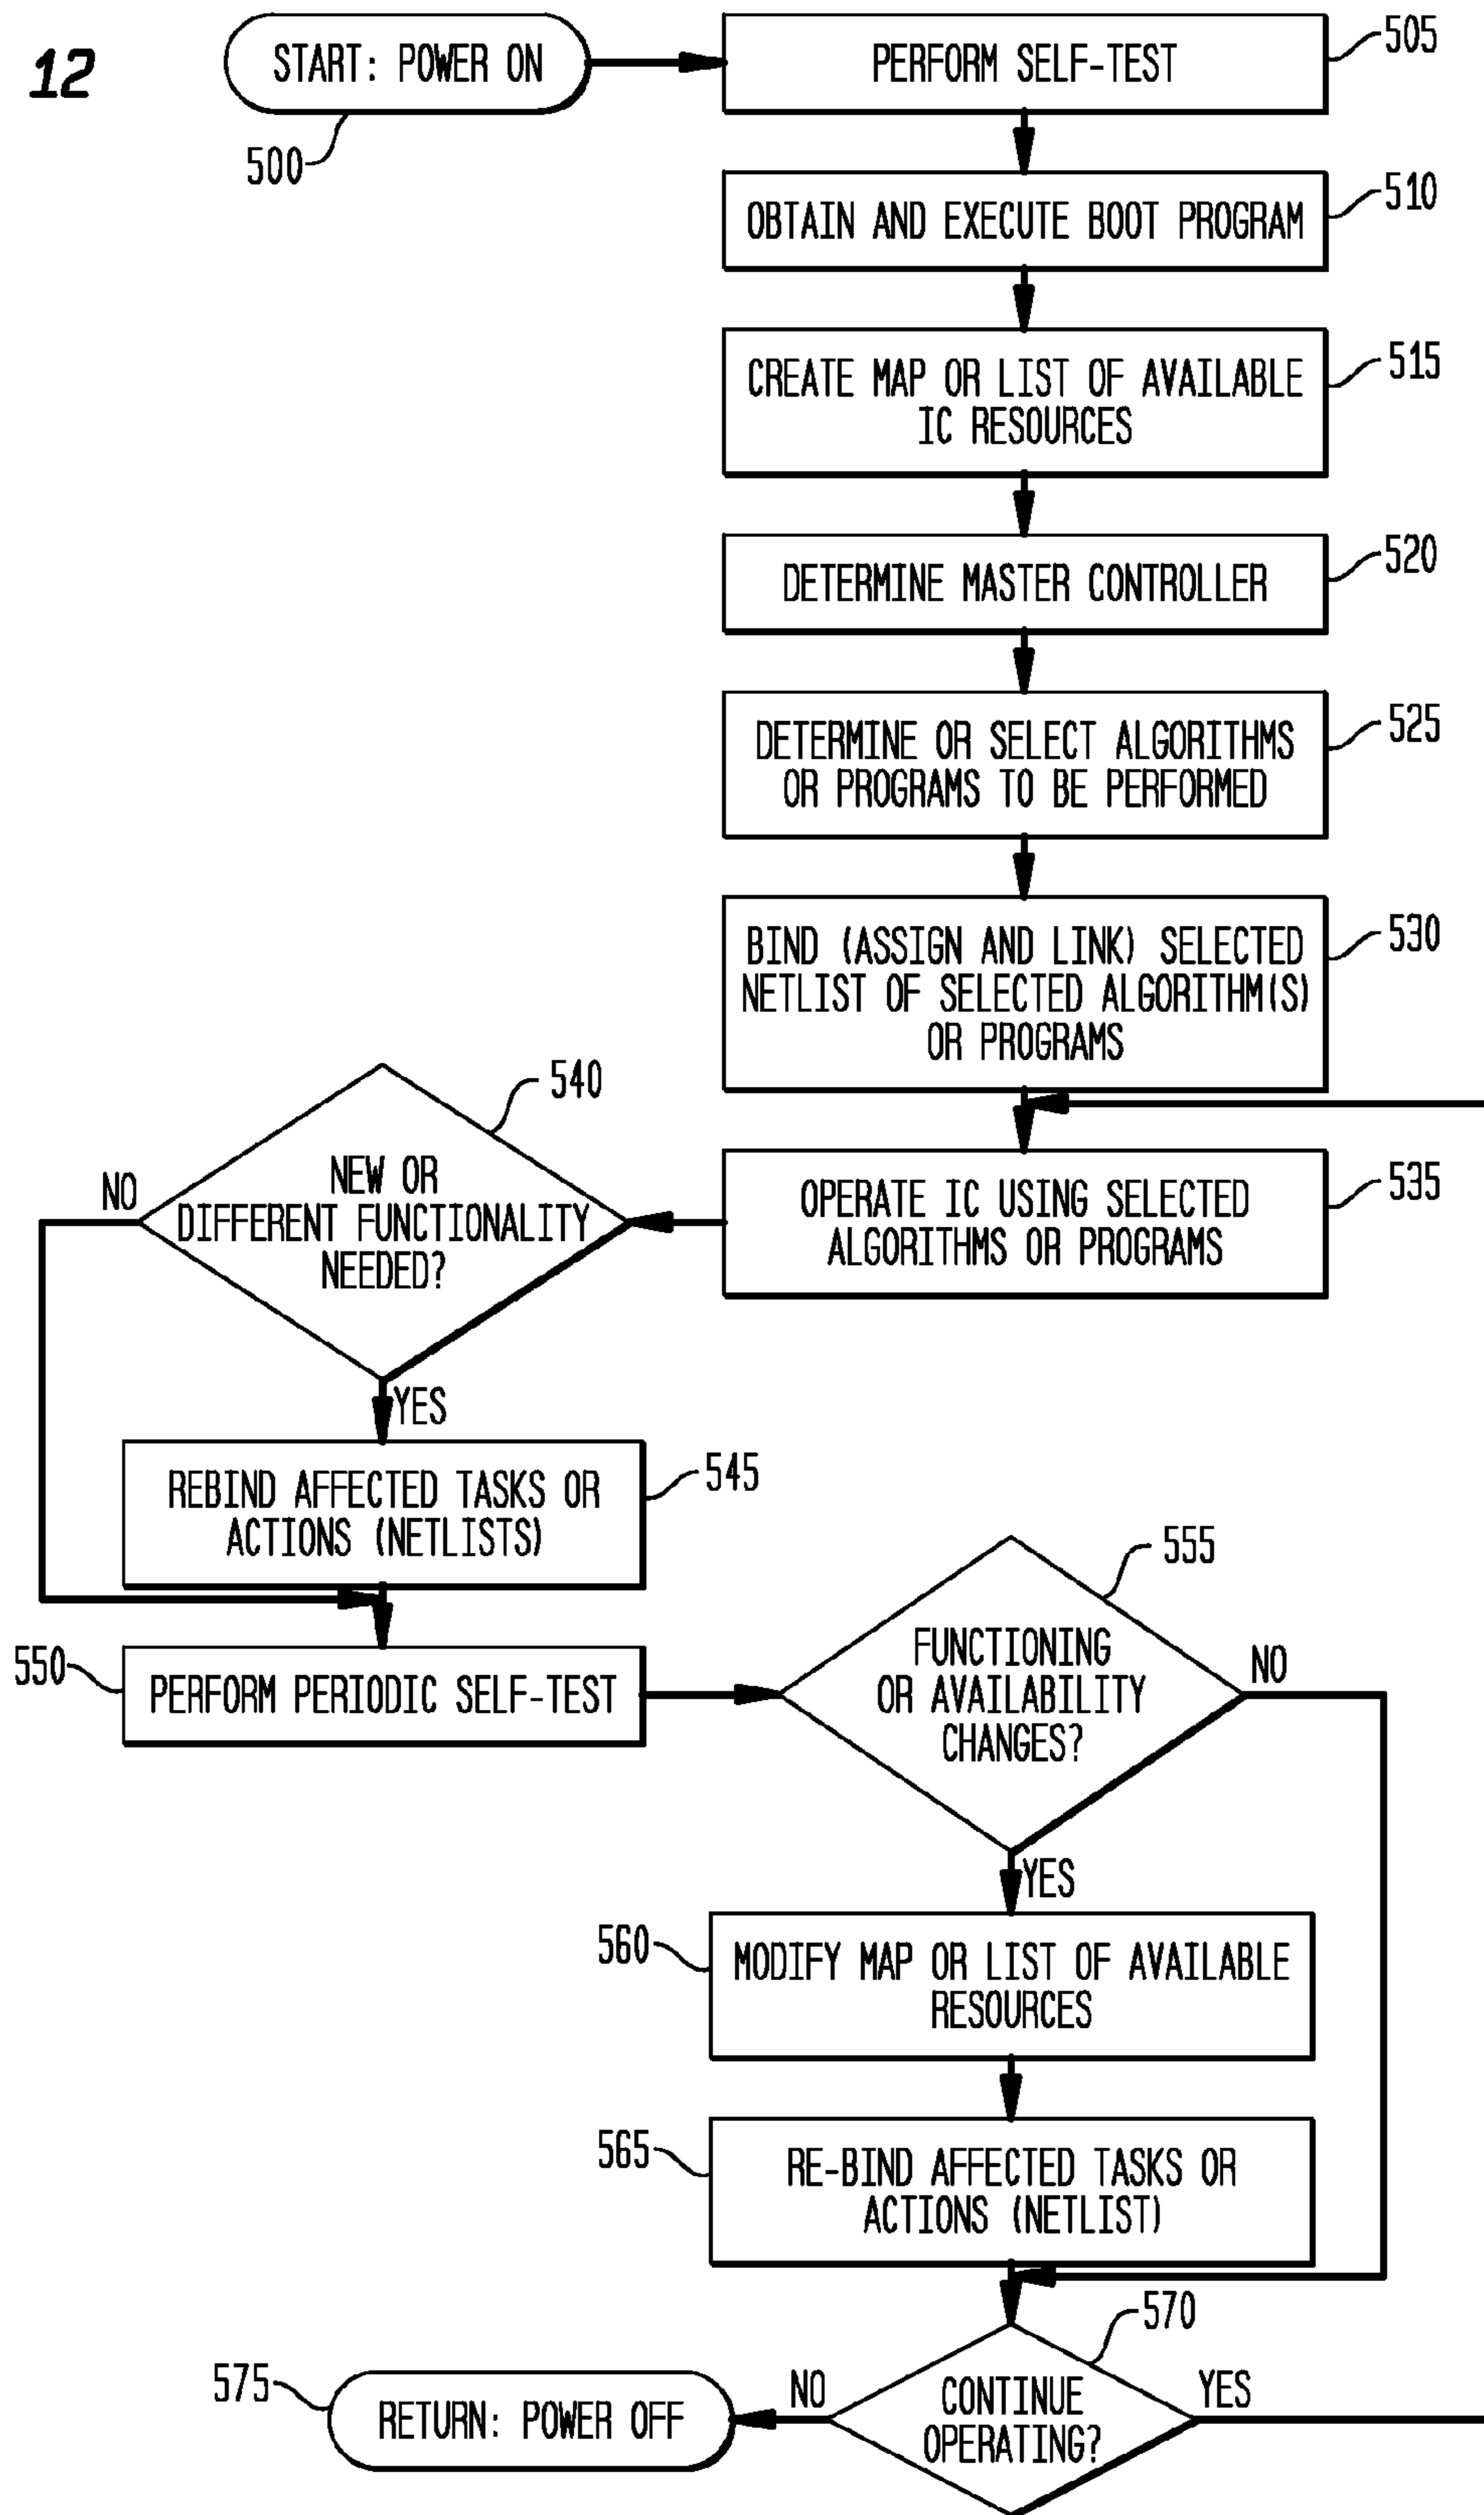 12
START: POWER ON
500
PERFORM SELF-TEST
505
OBTAIN AND EXECUTE BOOT PROGRAM
510
CREATE MAP OR LIST OF AVAILABLE
IC RESOURCES
515
DETERMINE MASTER CONTROLLER
520
DETERMINE OR SELECT ALGORITHMS
OR PROGRAMS TO BE PERFORMED
525
BIND (ASSIGN AND LINK) SELECTED
NETLIST OF SELECTED ALGORITHM(S)
OR PROGRAMS
530
OPERATE IC USING SELECTED
ALGORITHMS OR PROGRAMS
535
540
NEW OR
DIFFERENT FUNCTIONALITY
NEEDED?
NO
YES
REBIND AFFECTED TASKS OR
ACTIONS (NETLISTS)
545
550
PERFORM PERIODIC SELF-TEST
555
FUNCTIONING
OR AVAILABILITY
CHANGES?
NO
YES
560
MODIFY MAP OR LIST OF AVAILABLE
RESOURCES
565
RE-BIND AFFECTED TASKS OR
ACTIONS (NETLIST)
570
CONTINUE
OPERATING?
YES
NO
575
RETURN: POWER OFF